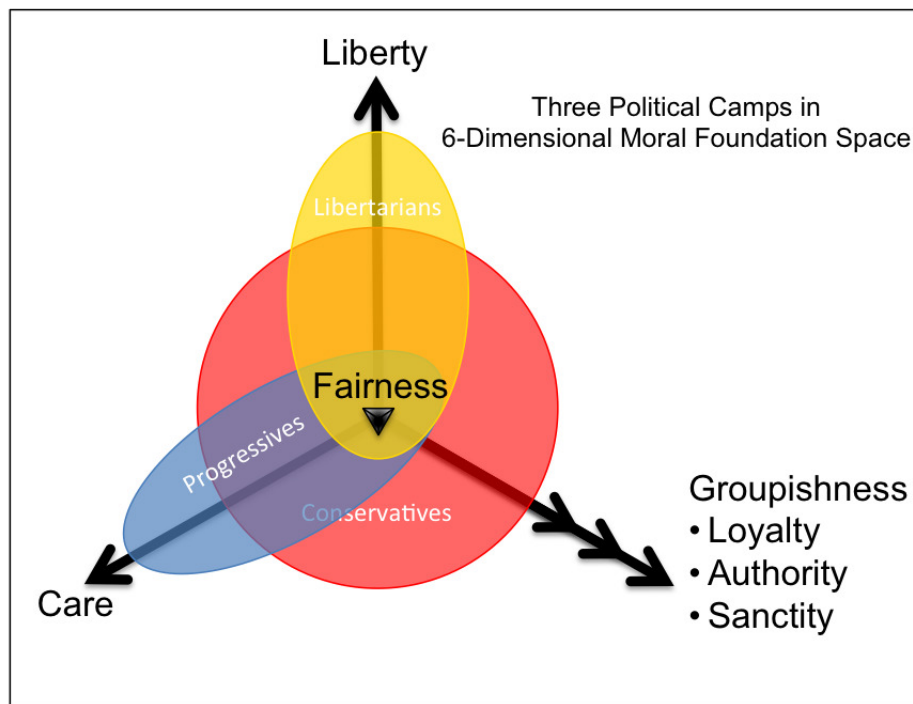 Liberty
Three Political Camps in
6-Dimensional Moral Foundation Space
Libertarians
Fairness
Progressives
Conservatives
Care
Groupishness
• Loyalty
• Authority
• Sanctity